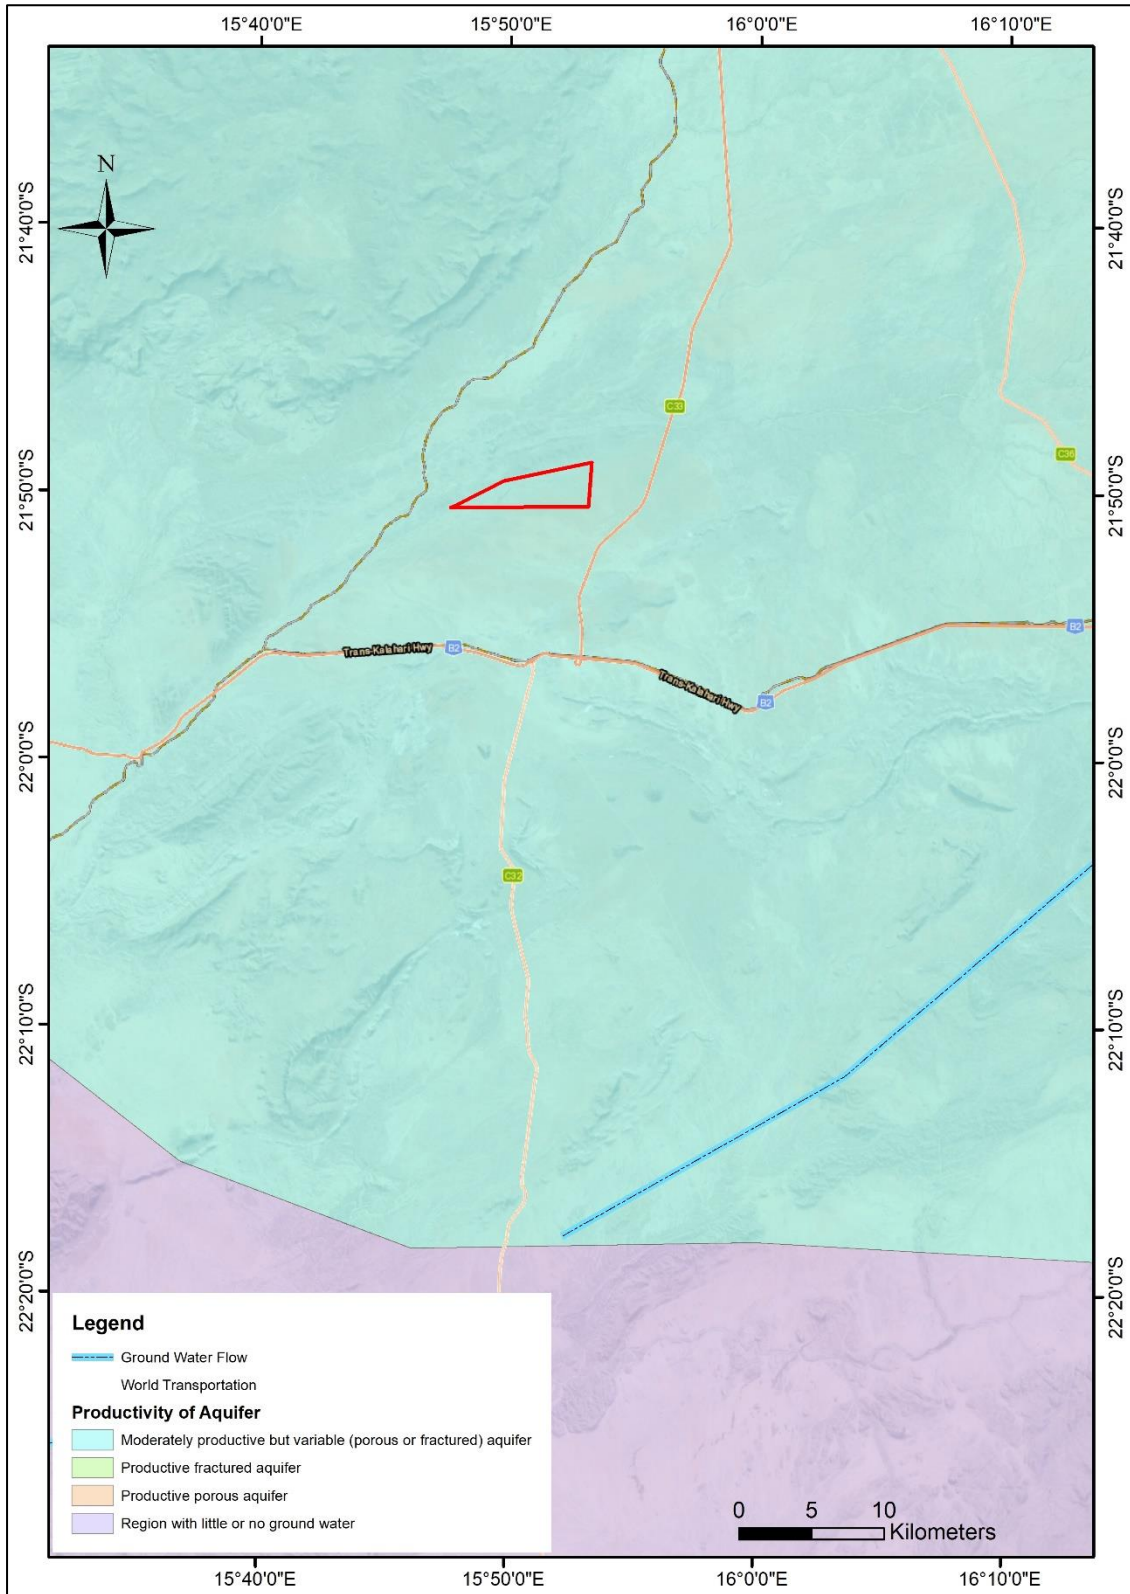 15°40'0"E 15°50'0"E 16°0'0"E 16°10'0"E
N
21°40'0"S 21°40'0"S
C33
C36
21°50'0"S 21°50'0"S
B2
Trans-Kalahari Hwy B2
Trans-Kalahari Hwy B2
22°0'0"S 22°0'0"S
C32
22°10'0"S 22°10'0"S
22°20'0"S 22°20'0"S
Legend
Ground Water Flow
World Transportation
Productivity of Aquifer
Moderately productive but variable (porous or fractured) aquifer
Productive fractured aquifer
Productive porous aquifer
Region with little or no ground water
0 5 10
Kilometers
15°40'0"E 15°50'0"E 16°0'0"E 16°10'0"E